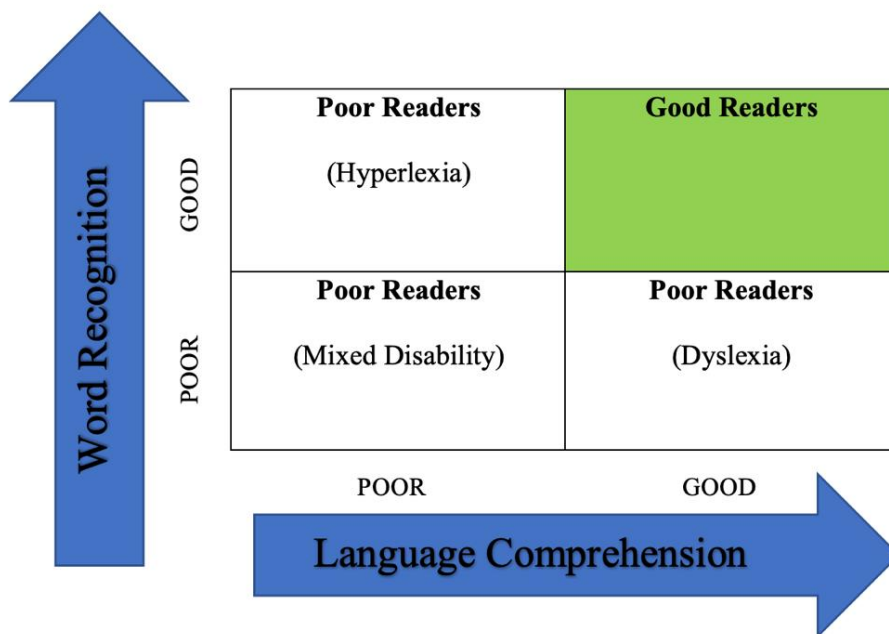 Word Recognition
GOOD
POOR
Poor Readers
(Hyperlexia)
Good Readers
Poor Readers
(Mixed Disability)
Poor Readers
(Dyslexia)
POOR
GOOD
Language Comprehension